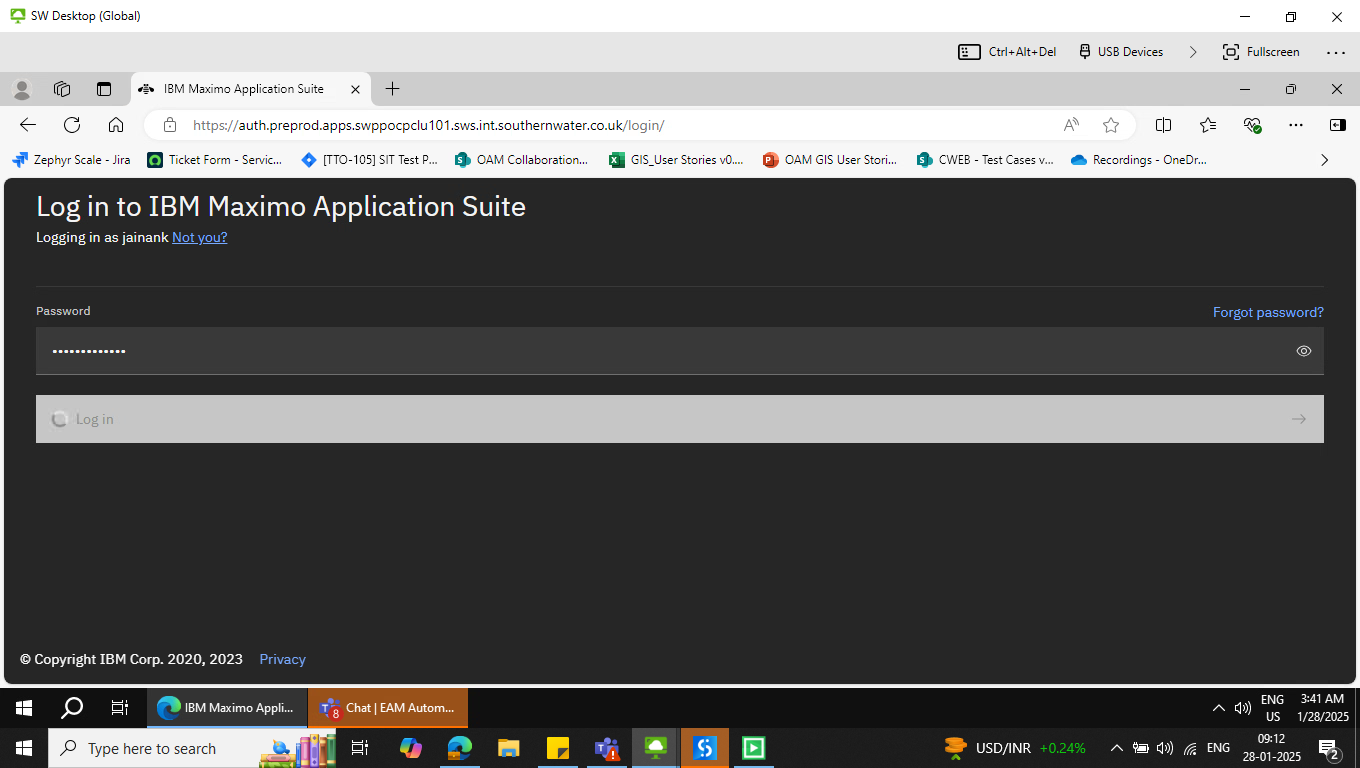 SW Desktop (Global)
Ctrl+Alt+Del
USB Devices
Fullscreen
IBM Maximo Application Suite
https://auth.preprod.apps.swppocpclu101.sws.int.southernwater.co.uk/login/
Zephyr Scale - Jira
Ticket Form - Servic...
[TTO-105] SIT Test P...
OAM Collaboration...
GIS_User Stories v0....
OAM GIS User Stori...
CWEB - Test Cases v...
Recordings - OneDr...
Log in to IBM Maximo Application Suite
Logging in as jainank Not you?
Password
Forgot password?
Log in
© Copyright IBM Corp. 2020, 2023 Privacy
IBM Maximo Appli...
8
Chat | EAM Autom...
ENG
US
3:41 AM
1/28/2025
Type here to search
USD/INR +0.24%
ENG
09:12
28-01-2025
2